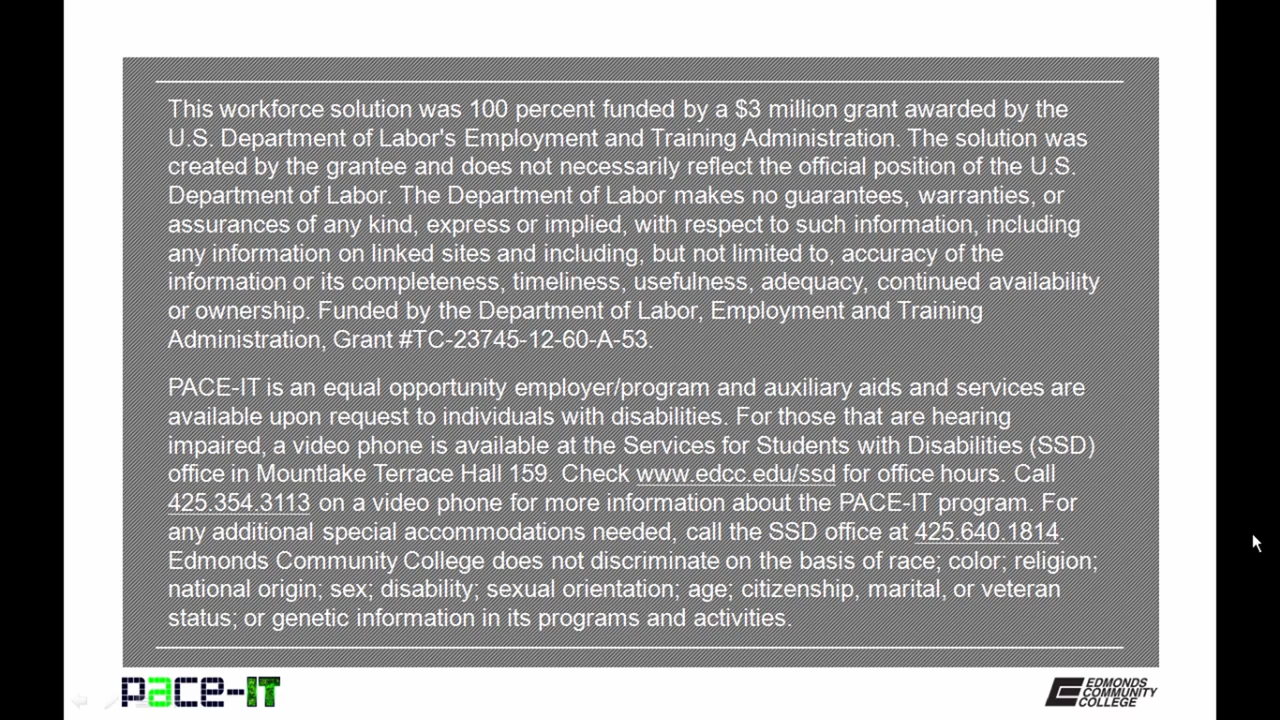 This workforce solution was 100 percent funded by a $3 million grant awarded by the
U.S. Department of Labor's Employment and Training Administration. The solution was
created by the grantee and does not necessarily reflect the official position of the U.S.
Department of Labor. The Department of Labor makes no guarantees, warranties, or
assurances of any kind, express or implied, with respect to such information, including
any information on linked sites and including, but not limited to, accuracy of the
information or its completeness, timeliness, usefulness, adequacy, continued availability
or ownership. Funded by the Department of Labor, Employment and Training
Administration, Grant #TC-23745-12-60-A-53.
PACE-IT is an equal opportunity employer/program and auxiliary aids and services are
available upon request to individuals with disabilities. For those that are hearing
impaired, a video phone is available at the Services for Students with Disabilities (SSD)
office in Mountlake Terrace Hall 159. Check www.edcc.edu/ssd for office hours. Call
425.354.3113 on a video phone for more information about the PACE-IT program. For
any additional special accommodations needed, call the SSD office at 425.640.1814.
Edmonds Community College does not discriminate on the basis of race; color; religion;
national origin; sex; disability; sexual orientation; age; citizenship, marital, or veteran
status; or genetic information in its programs and activities.
pace-IT
EDMONDS
COMMUNITY
COLLEGE